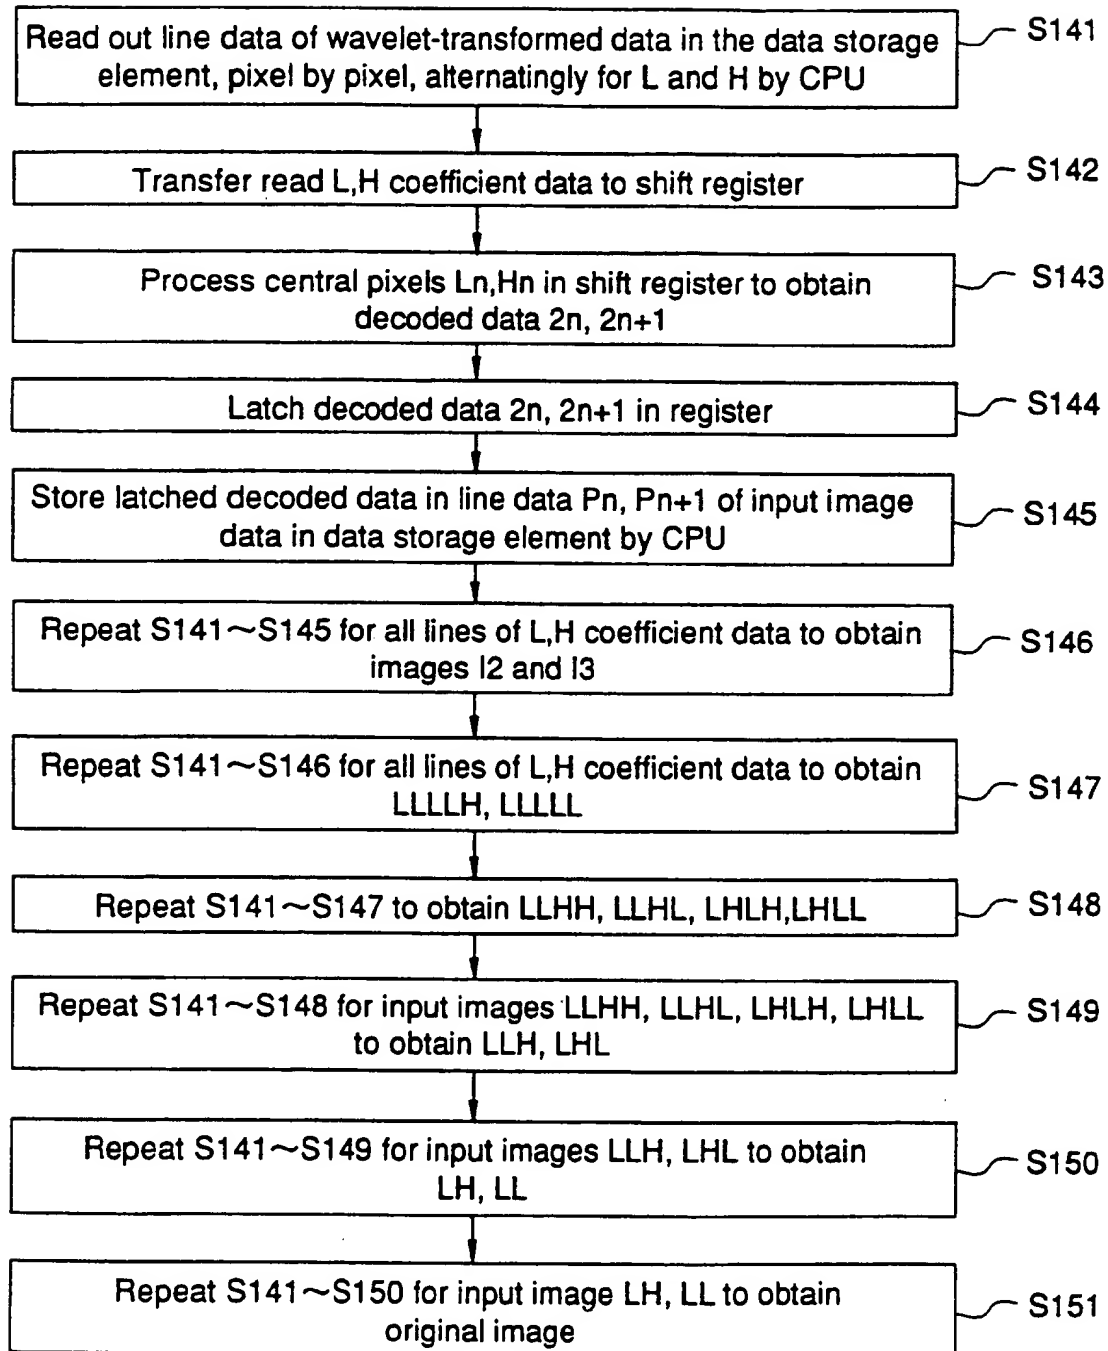 Read out line data of wavelet-transformed data in the data storage
element, pixel by pixel, alternatingly for L and H by CPU
S141
Transfer read L,H coefficient data to shift register
S142
Process central pixels Ln,Hn in shift register to obtain
decoded data 2n, 2n+1
S143
Latch decoded data 2n, 2n+1 in register
S144
Store latched decoded data in line data Pn, Pn+1 of input image
data in data storage element by CPU
S145
Repeat S141~S145 for all lines of L,H coefficient data to obtain
images I2 and I3
S146
Repeat S141~S146 for all lines of L,H coefficient data to obtain
LLLLH, LLLLL
S147
Repeat S141~S147 to obtain LLHH, LLHL, LHLH,LHLL
S148
Repeat S141~S148 for input images LLHH, LLHL, LHLH, LHLL
to obtain LLH, LHL
S149
Repeat S141~S149 for input images LLH, LHL to obtain
LH, LL
S150
Repeat S141~S150 for input image LH, LL to obtain
original image
S151